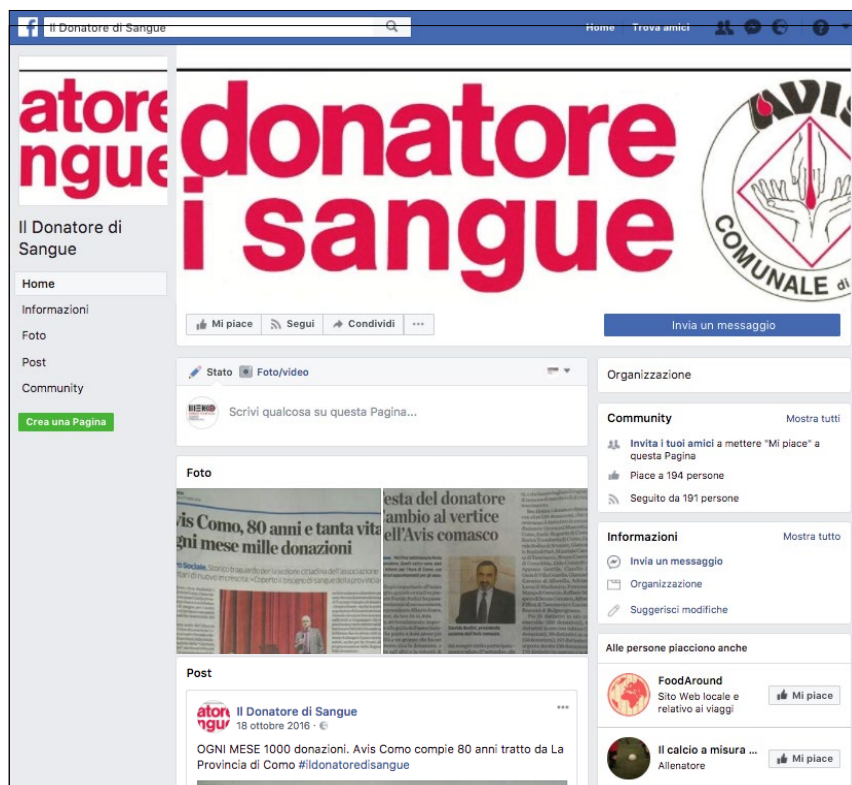 Il Donatore di Sangue
Home Trova amici
atore
ngue
donatore
i sangue
AVIS
COMUNALE di
Il Donatore di
Sangue
Home
Informazioni
Foto
Post
Community
Crea una Pagina
Mi piace Segui Condividi ...
Invia un messaggio
Stato Foto/video
Scrivi qualcosa su questa Pagina...
Foto
vis Como, 80 anni e tanta vita
gni mese mille donazioni
esta del donatore
ambio al vertice
ell'Avis comasco
Post
Il Donatore di Sangue
18 ottobre 2016
OGNI MESE 1000 donazioni. Avis Como compie 80 anni tratto da La
Provincia di Como #ildonatoredisangue
Organizzazione
Community Mostra tutti
Invita i tuoi amici a mettere "Mi piace" a
questa Pagina
Piace a 194 persone
Seguito da 191 persone
Informazioni Mostra tutto
Invia un messaggio
Organizzazione
Suggerisci modifiche
Alle persone piacciono anche
FoodAround
Sito Web locale e
relativo ai viaggi
Mi piace
Il calcio a misura ...
Allenatore
Mi piace